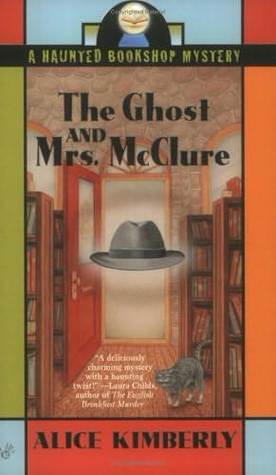 A HAUNTED BOOKSHOP MYSTERY
The Ghost
AND
Mrs. McClure
"A deliciously
charming mystery
with a haunting
twist!"—Laura Childs,
author of The English
Breakfast Murder
ALICE KIMBERLY